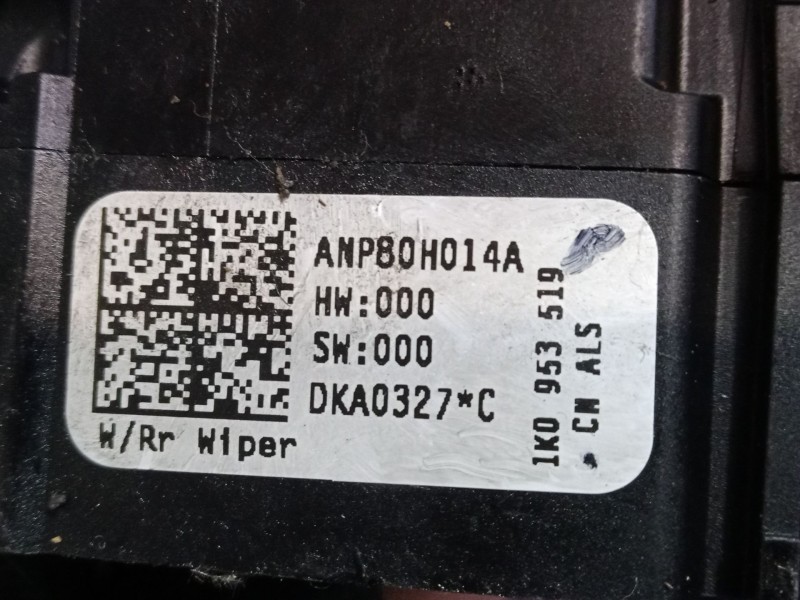 ANP80H014A
HW:000
SW:000
DKA0327*C
W/Rr Wiper
1K0 953 519
CN ALS